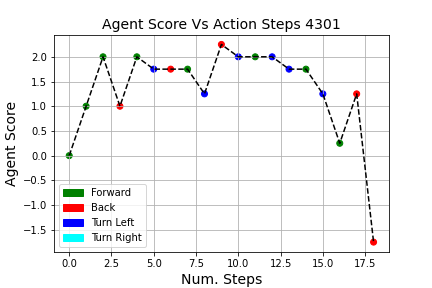 Agent Score Vs Action Steps 4301
Agent Score
2.0
1.5
1.0
0.5
0.0
−0.5
−1.0
−1.5
Forward
Back
Turn Left
Turn Right
0.0 2.5 5.0 7.5 10.0 12.5 15.0 17.5
Num. Steps